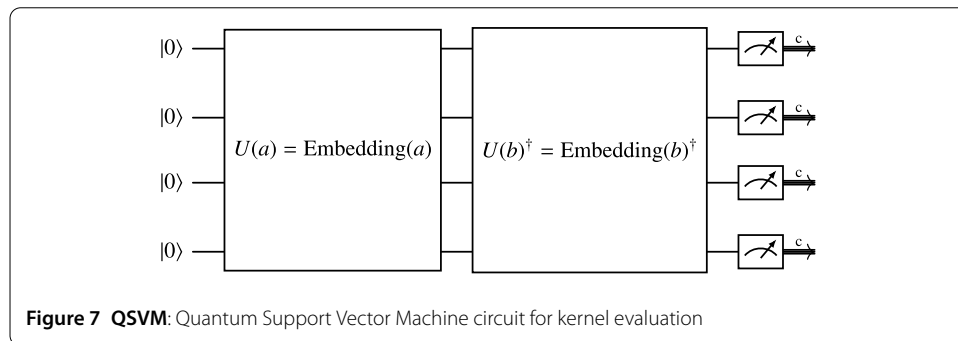 |0⟩ c
|0⟩ c
U(a) = Embedding(a) U(b)† = Embedding(b)†
|0⟩ c
|0⟩ c
Figure 7 QSVM: Quantum Support Vector Machine circuit for kernel evaluation